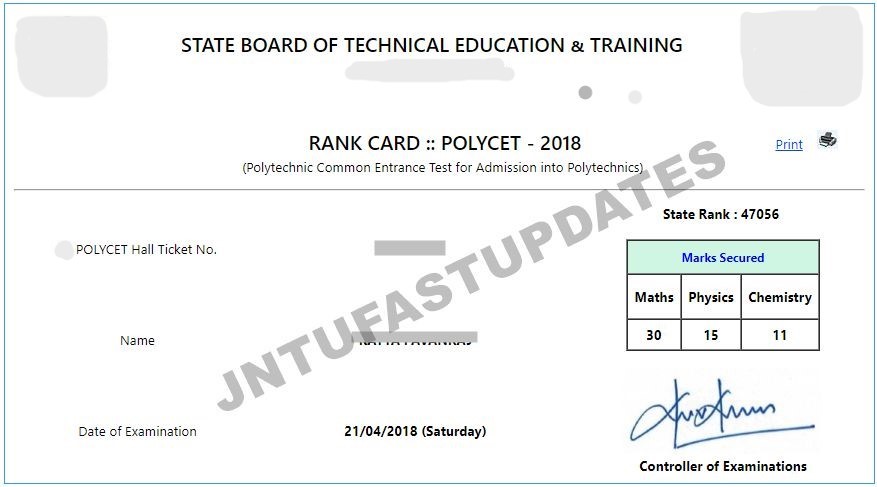 STATE BOARD OF TECHNICAL EDUCATION & TRAINING
RANK CARD :: POLYCET - 2018
Print
(Polytechnic Common Entrance Test for Admission into Polytechnics)
State Rank : 47056
POLYCET Hall Ticket No.
Marks Secured
Maths Physics Chemistry
30 15 11
Name
Date of Examination 21/04/2018 (Saturday)
Controller of Examinations
JNTUFASTUPDATES